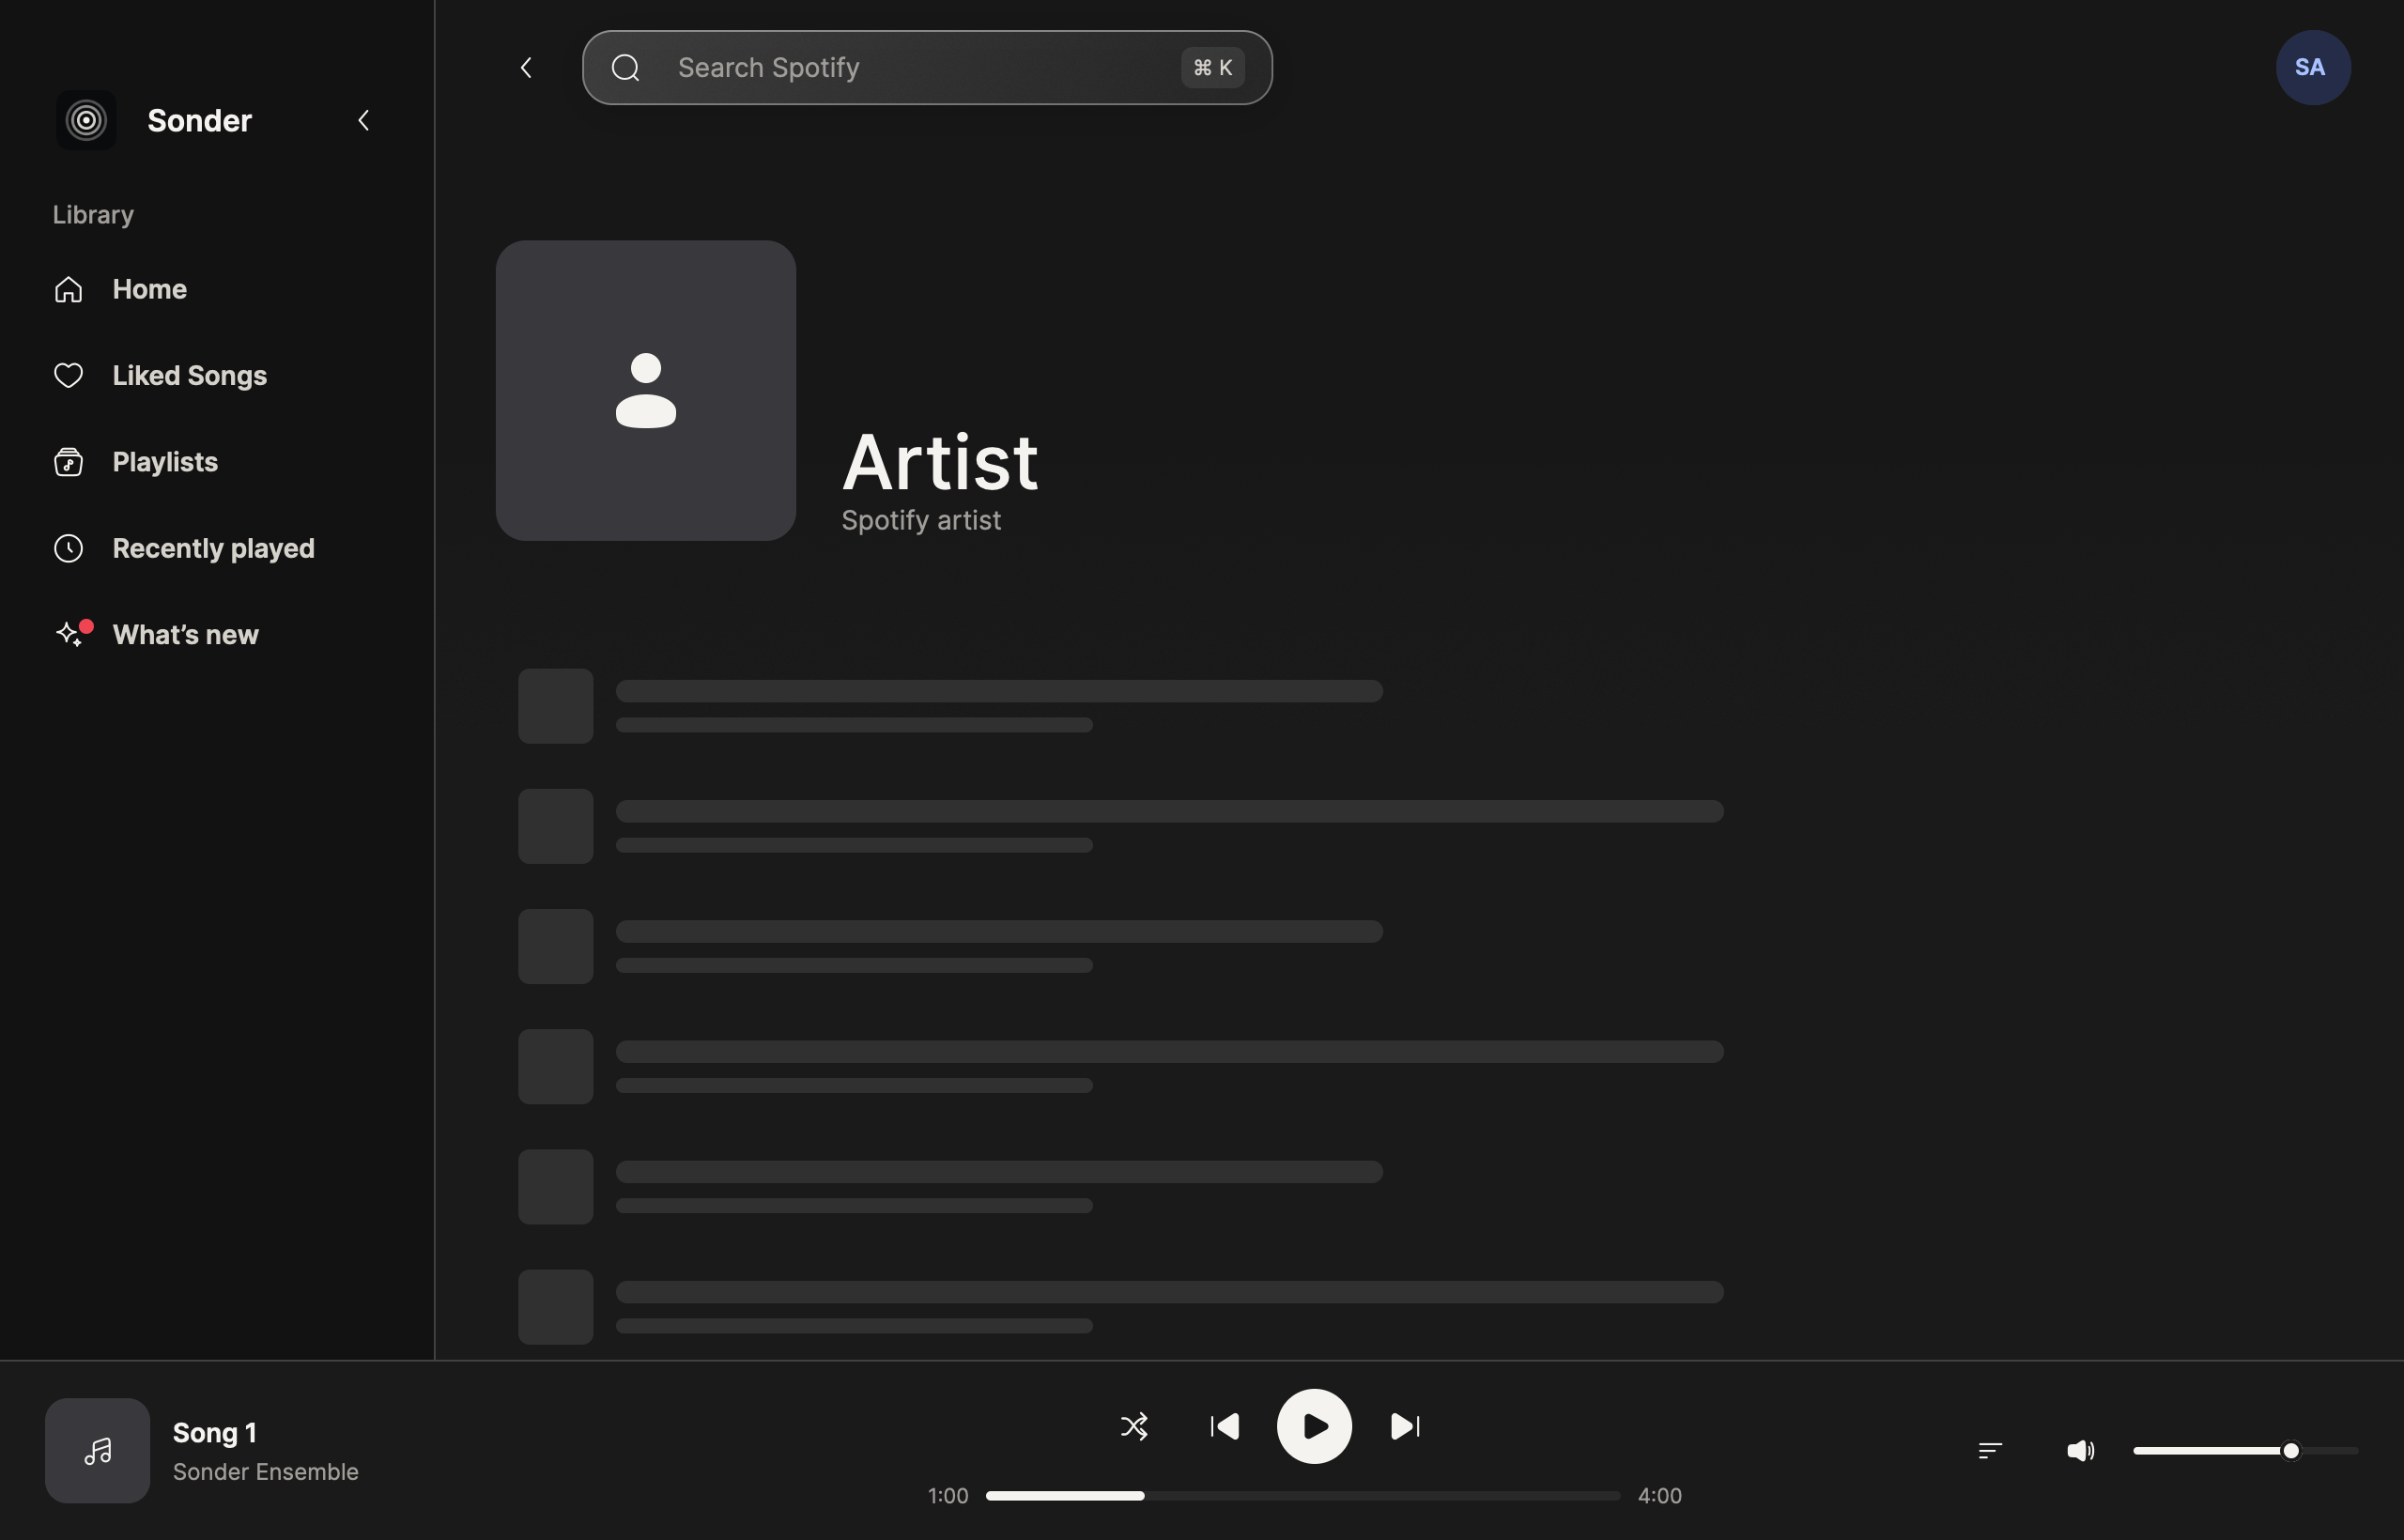 Search Spotify
⌘ K
SA
Sonder
Library
Home
Liked Songs
Playlists
Recently played
What’s new
Artist
Spotify artist
Song 1
Sonder Ensemble
1:00
4:00